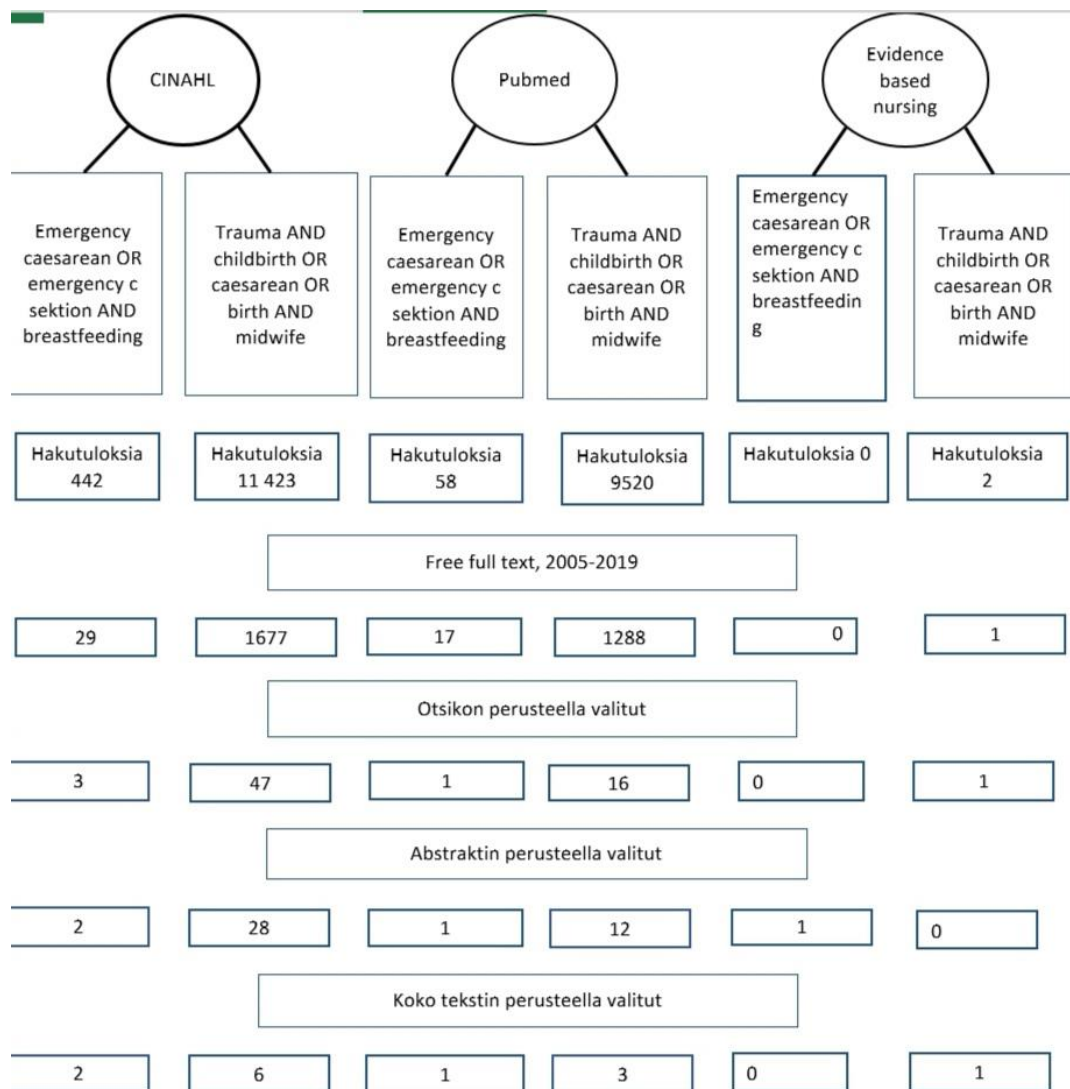 CINAHL
Pubmed
Evidence
based
nursing
Emergency
caesarean OR
emergency c
sektion AND
breastfeeding
Trauma AND
childbirth OR
caesarean OR
birth AND
midwife
Emergency
caesarean OR
emergency c
sektion AND
breastfeeding
Trauma AND
childbirth OR
caesarean OR
birth AND
midwife
Emergency
caesarean OR
emergency c
sektion AND
breastfeedin
g
Trauma AND
childbirth OR
caesarean OR
birth AND
midwife
Hakutuloksia
442
Hakutuloksia
11 423
Hakutuloksia
58
Hakutuloksia
9520
Hakutuloksia 0
Hakutuloksia
2
Free full text, 2005-2019
29
1677
17
1288
0
1
Otsikon perusteella valitut
3
47
1
16
0
1
Abstraktin perusteella valitut
2
28
1
12
1
0
Koko tekstin perusteella valitut
2
6
1
3
0
1